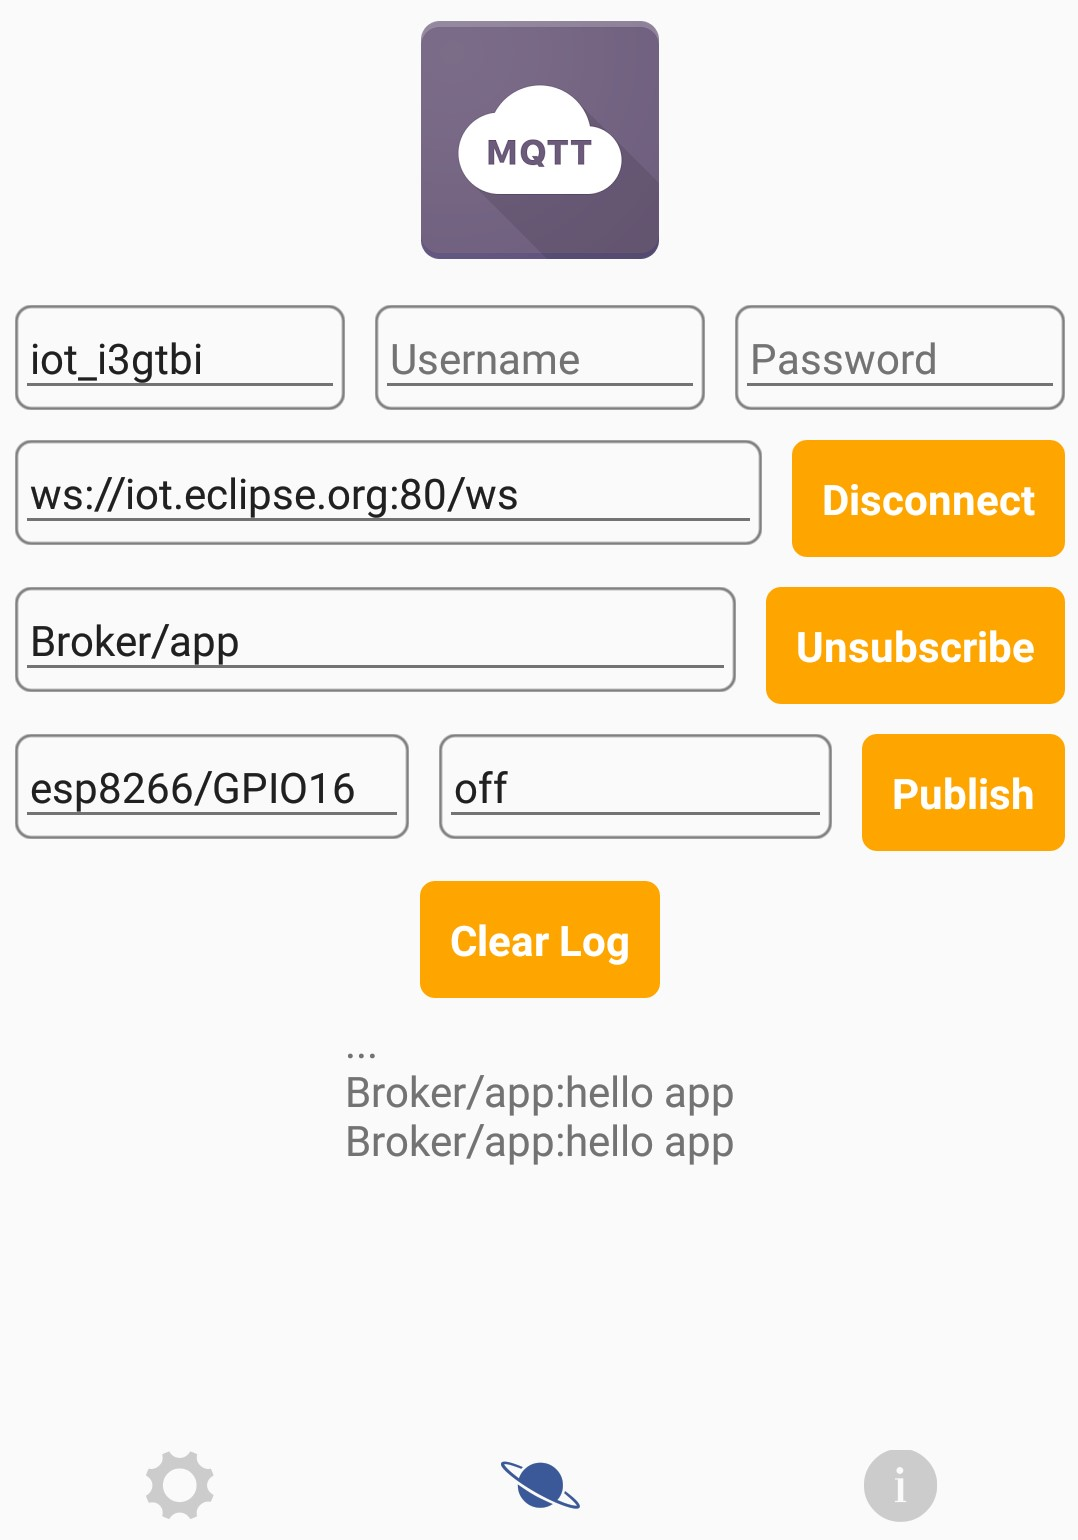 MQTT
iot_i3gtbi Username Password
ws://iot.eclipse.org:80/ws Disconnect
Broker/app Unsubscribe
esp8266/GPIO16 off Publish
Clear Log
...
Broker/app:hello app
Broker/app:hello app
i